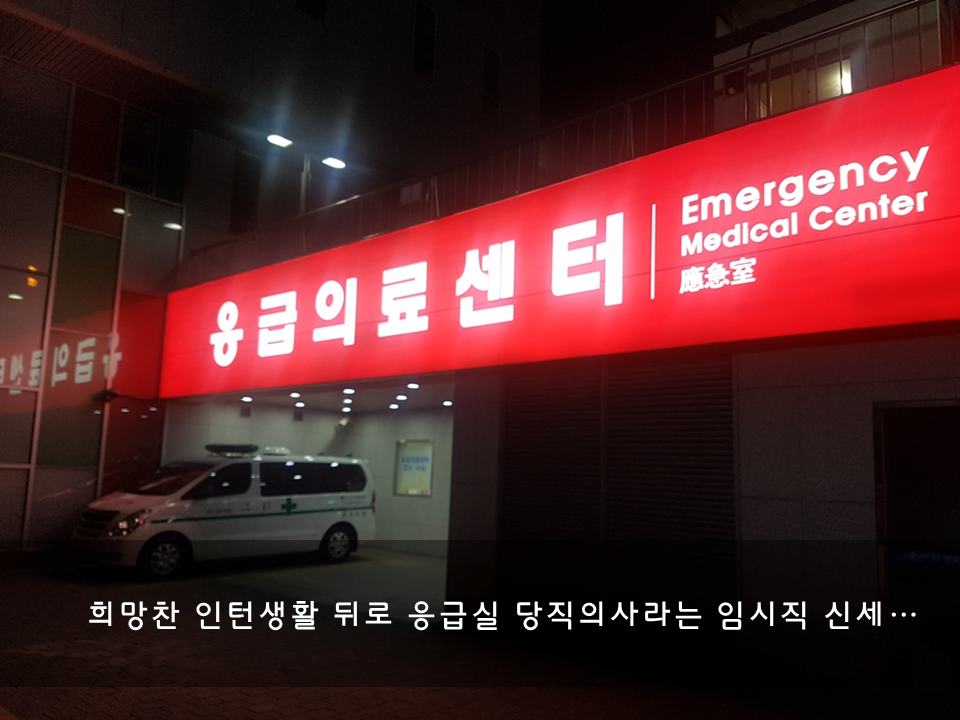 응급의료센터
Emergency
Medical Center
應急室
희망찬 인턴생활 뒤로 응급실 당직의사라는 임시직 신세…